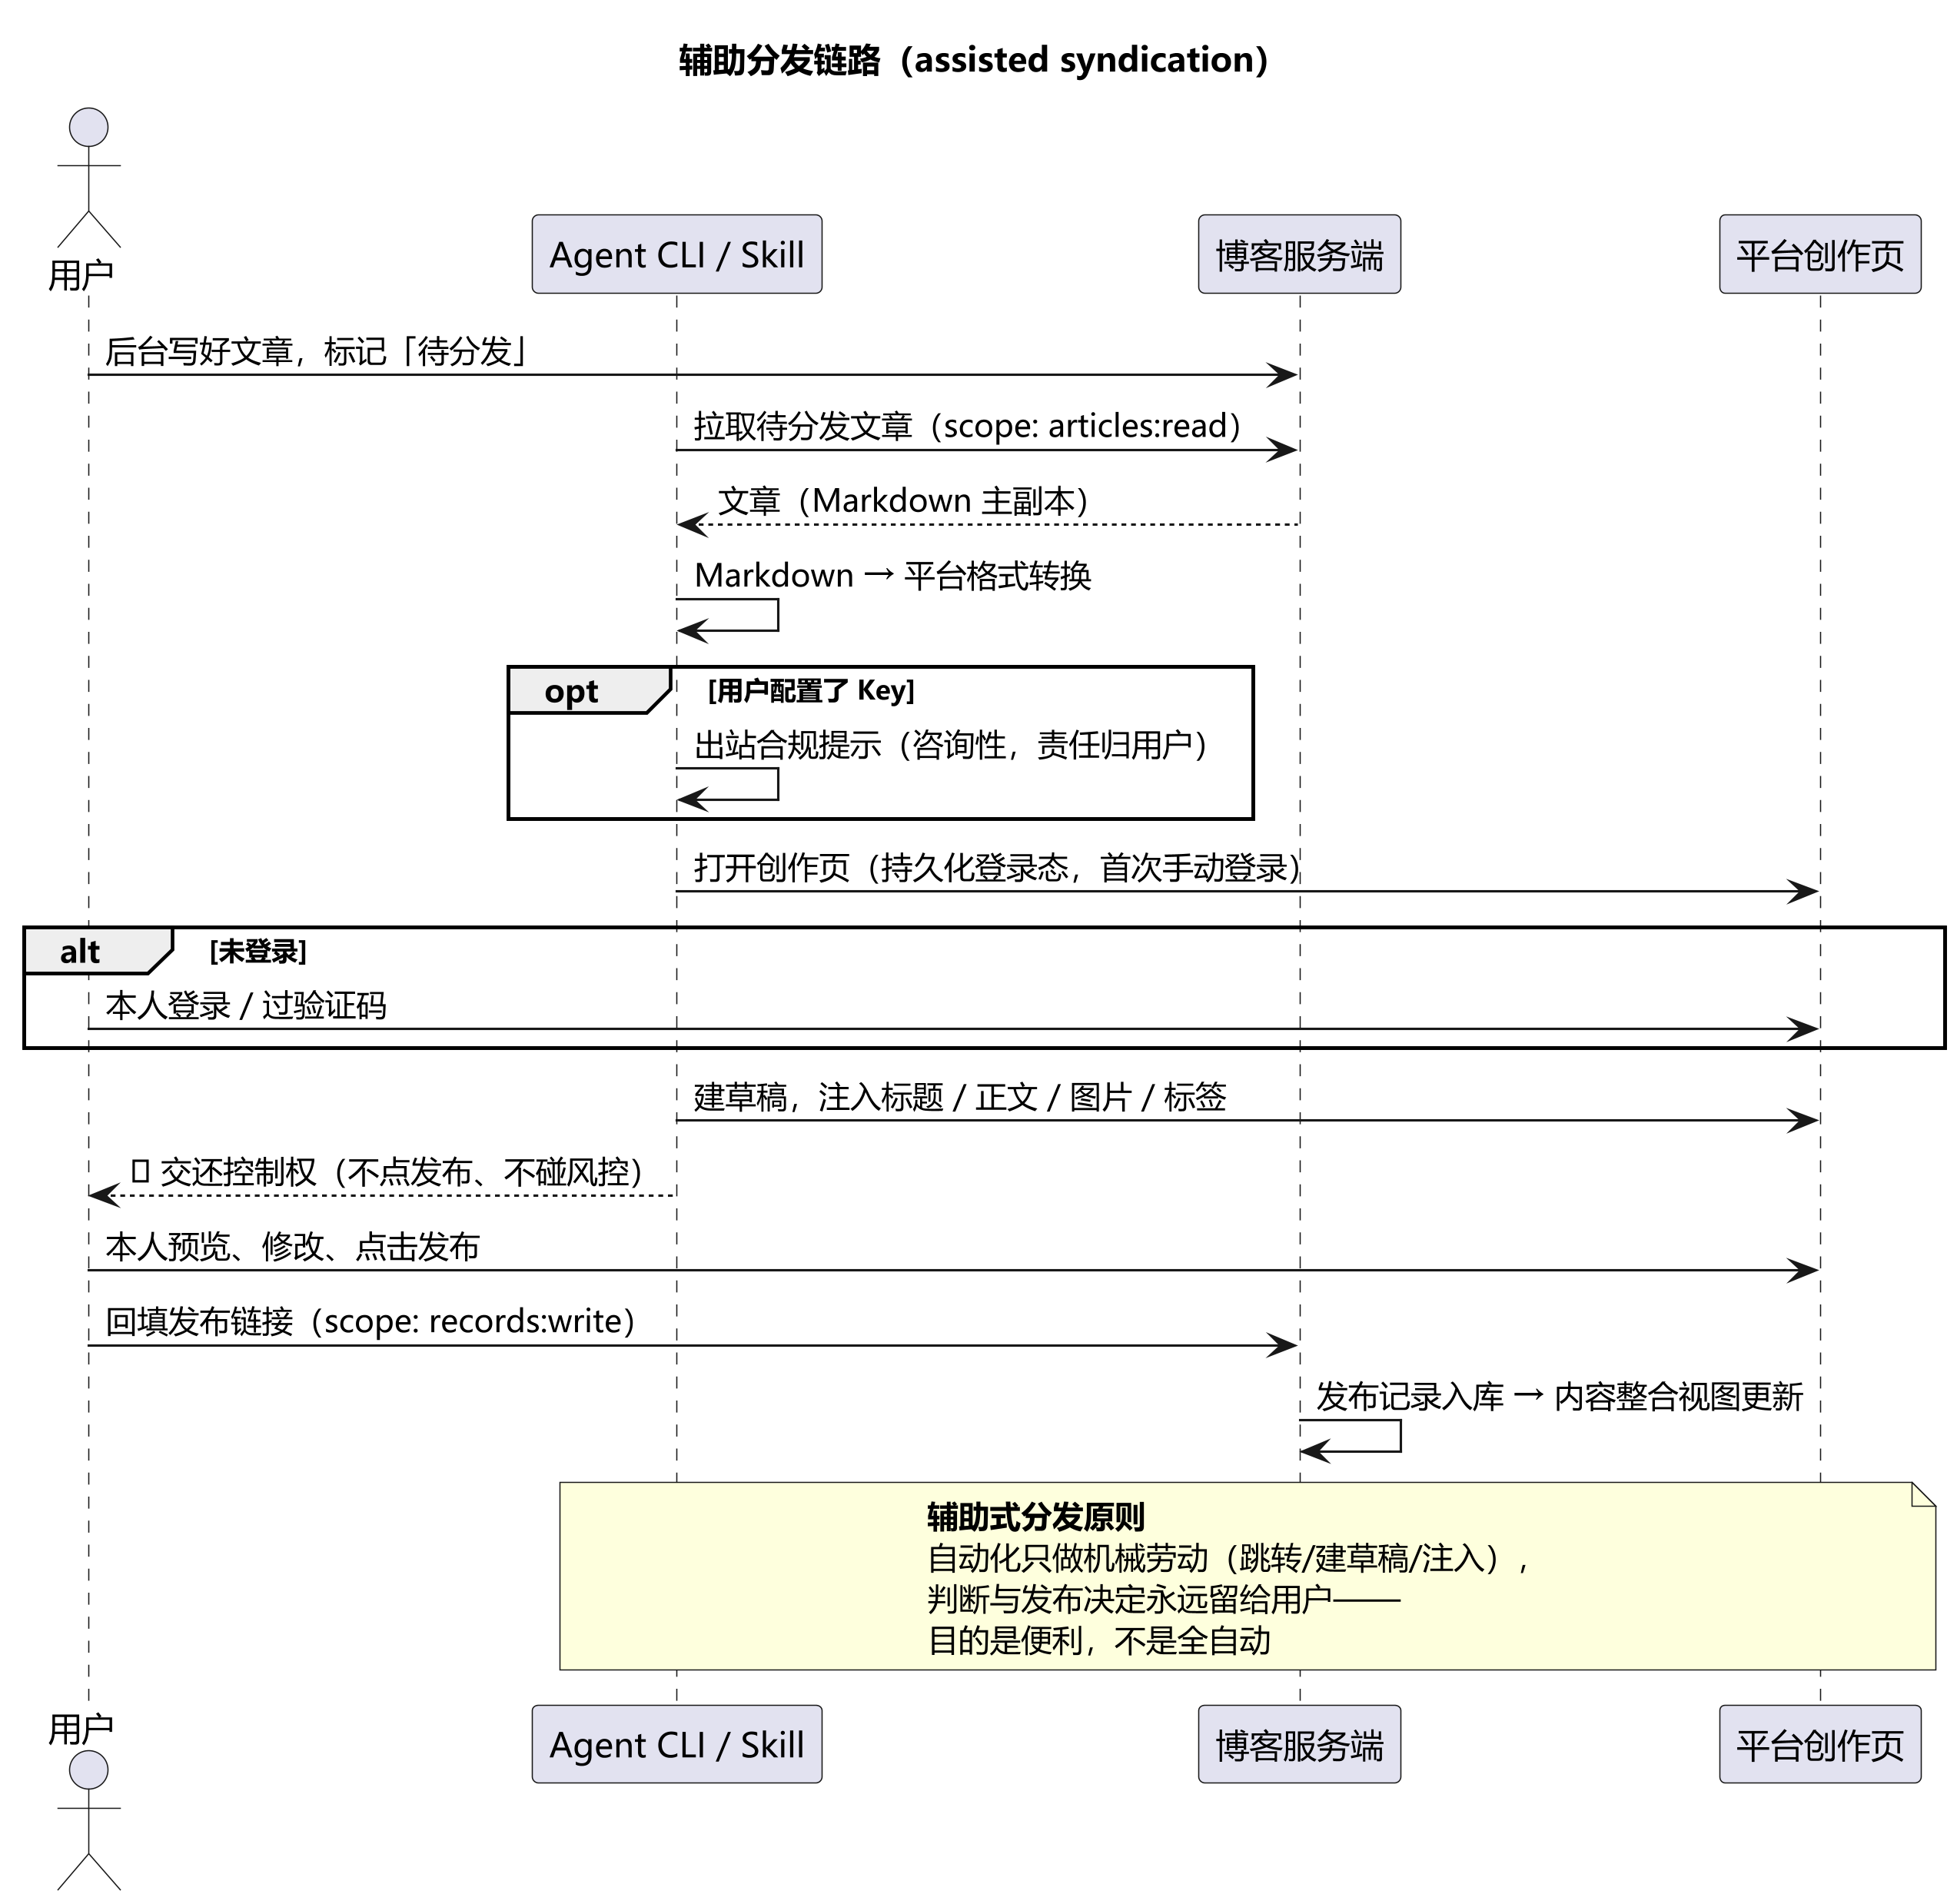 辅助分发链路（assisted syndication）
用户
Agent CLI / Skill
博客服务端
平台创作页
后台写好文章，标记「待分发」
拉取待分发文章（scope: articles:read）
文章（Markdown 主副本）
Markdown → 平台格式转换
opt [用户配置了 Key]
出站合规提示（咨询性，责任归用户）
打开创作页（持久化登录态，首次手动登录）
alt [未登录]
本人登录 / 过验证码
建草稿，注入标题 / 正文 / 图片 / 标签
交还控制权（不点发布、不碰风控）
本人预览、修改、点击发布
回填发布链接（scope: records:write）
发布记录入库 → 内容整合视图更新
辅助式分发原则
自动化只做机械劳动（跳转/建草稿/注入），
判断与发布决定永远留给用户——
目的是便利，不是全自动
用户
Agent CLI / Skill
博客服务端
平台创作页